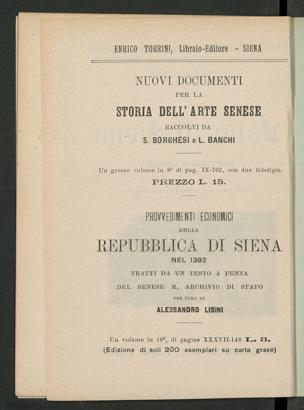 ENRICO TORRINI, Libraio-Editore - SIENA
NUOVI DOCUMENTI
PER LA
STORIA DELL'ARTE SENESE
RACCOLTI DA
S. BORGHESI e L. BANCHI
Un grosso volume in 8º di pag. IX-702, con due fototipie.
PREZZO L. 15.
PROVVEDIMENTI ECONOMICI
DELLA
REPUBBLICA DI SIENA
NEL 1382
TRATTI DA UN TESTO A PENNA
DEL SENESE R. ARCHIVIO DI STATO
PER CURA DI
ALESSANDRO LISINI
Un volume in 16º, di pagine XXXVII-148 L. 3.
(Edizione di soli 200 esemplari su carta grave)